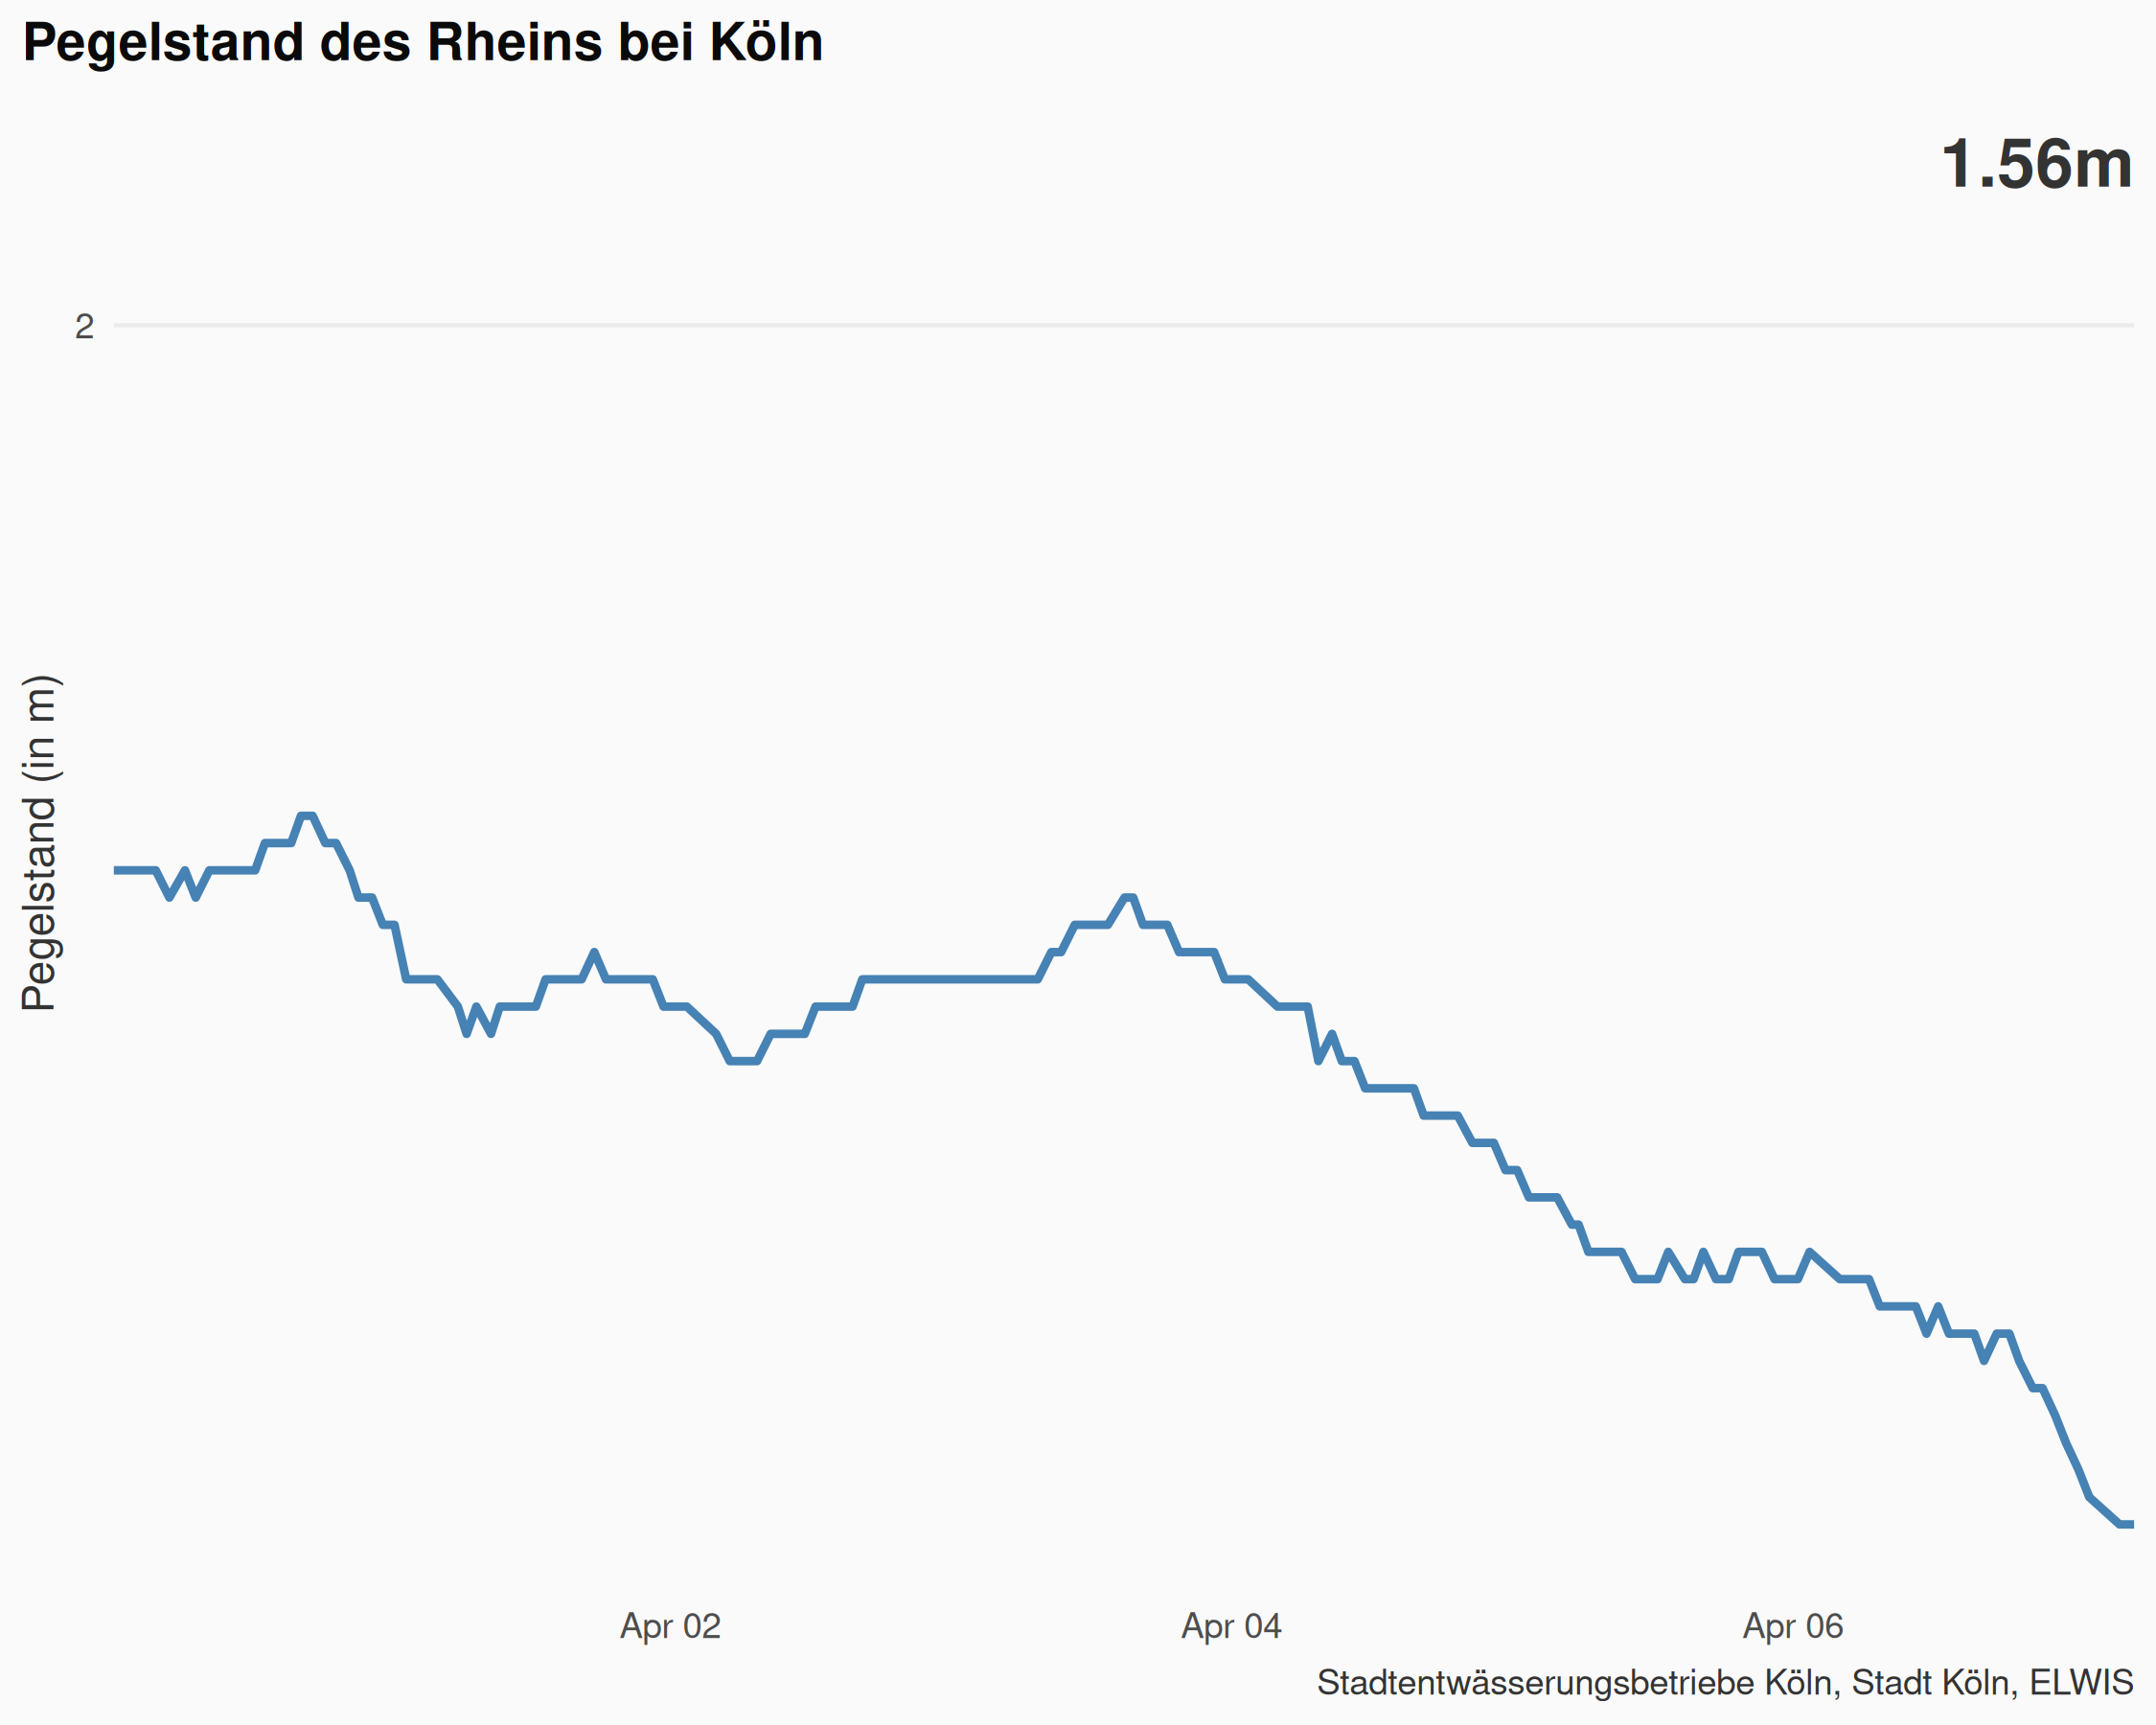 Pegelstand des Rheins bei Köln
1.56m
2
Pegelstand (in m)
Apr 02
Apr 04
Apr 06
Stadtentwässerungsbetriebe Köln, Stadt Köln, ELWIS